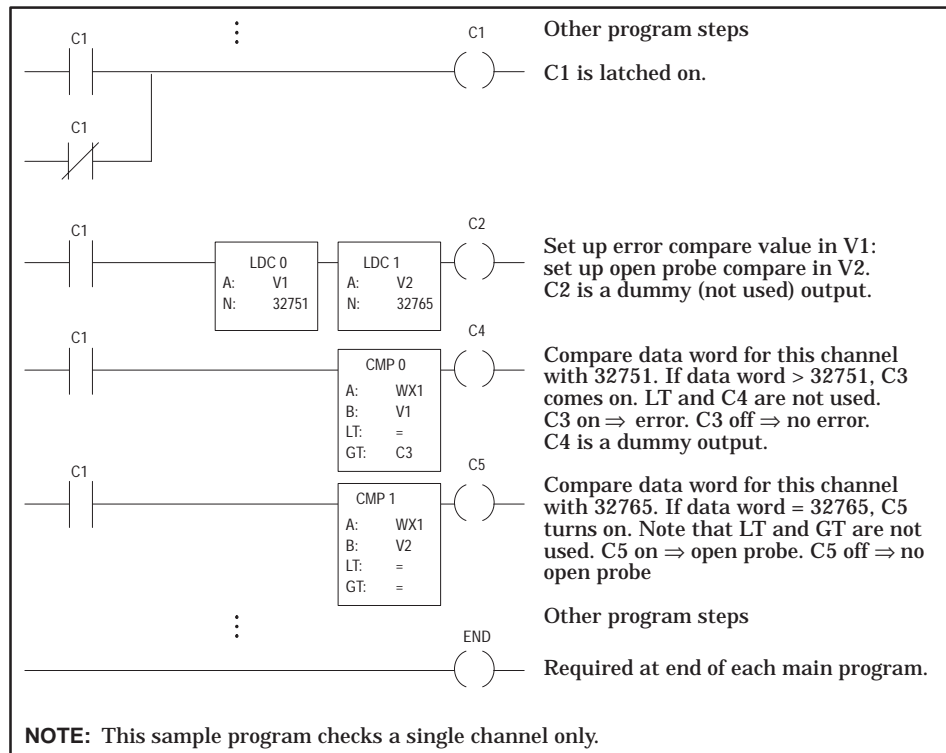 C1
C1
Other program steps
C1 is latched on.
C1
C1
C2
LDC 0
A: V1
N: 32751
LDC 1
A: V2
N: 32765
Set up error compare value in V1:
set up open probe compare in V2.
C2 is a dummy (not used) output.
C1
C4
CMP 0
A: WX1
B: V1
LT: =
GT: C3
Compare data word for this channel
with 32751. If data word > 32751, C3
comes on. LT and C4 are not used.
C3 on ⇒ error. C3 off ⇒ no error.
C4 is a dummy output.
C1
C5
CMP 1
A: WX1
B: V2
LT: =
GT: =
Compare data word for this channel
with 32765. If data word = 32765, C5
turns on. Note that LT and GT are not
used. C5 on ⇒ open probe. C5 off ⇒ no
open probe
Other program steps
END
Required at end of each main program.
NOTE: This sample program checks a single channel only.